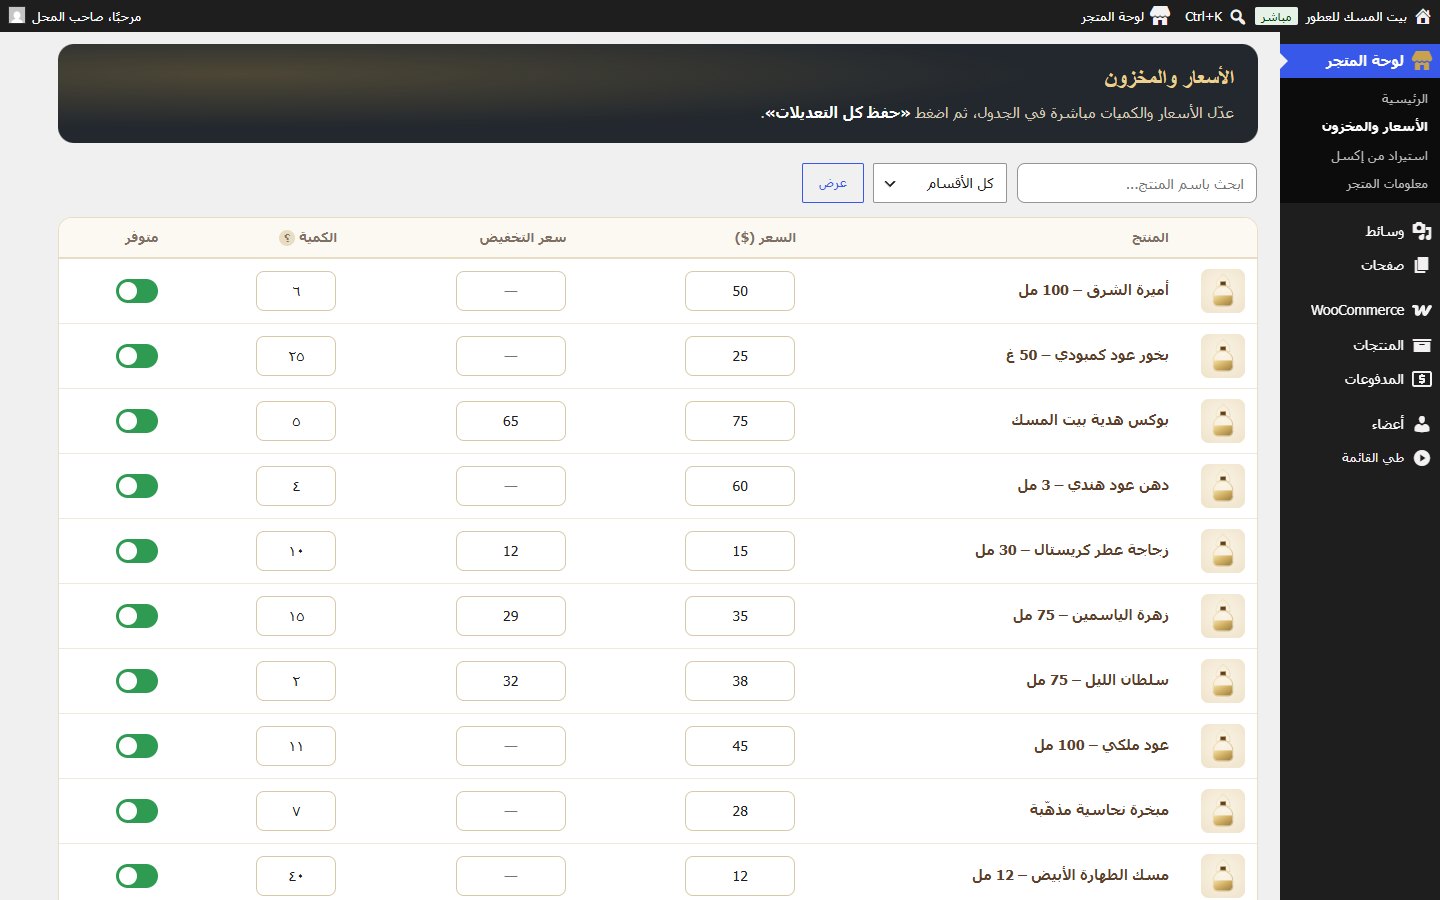 بيت المسك للعطور مباشر Ctrl+K لوحة المتجر
مرحبًا، صاحب المحل
لوحة المتجر
الرئيسية
الأسعار والمخزون
استيراد من إكسل
معلومات المتجر
وسائط
صفحات
WooCommerce
المنتجات
المدفوعات
أعضاء
طي القائمة
الأسعار والمخزون
عدّل الأسعار والكميات مباشرة في الجدول، ثم اضغط «حفظ كل التعديلات».
ابحث باسم المنتج... كل الأقسام عرض
المنتج السعر ($) سعر التخفيض الكمية ؟ متوفر
أميرة الشرق – 100 مل 50 — ٦
بخور عود كمبودي – 50 غ 25 — ٢٥
بوكس هدية بيت المسك 75 65 ٥
دهن عود هندي – 3 مل 60 — ٤
زجاجة عطر كريستال – 30 مل 15 12 ١٠
زهرة الياسمين – 75 مل 35 29 ١٥
سلطان الليل – 75 مل 38 32 ٢
عود ملكي – 100 مل 45 — ١١
مبخرة نحاسية مذهّبة 28 — ٧
مسك الطهارة الأبيض – 12 مل 12 — ٤٠